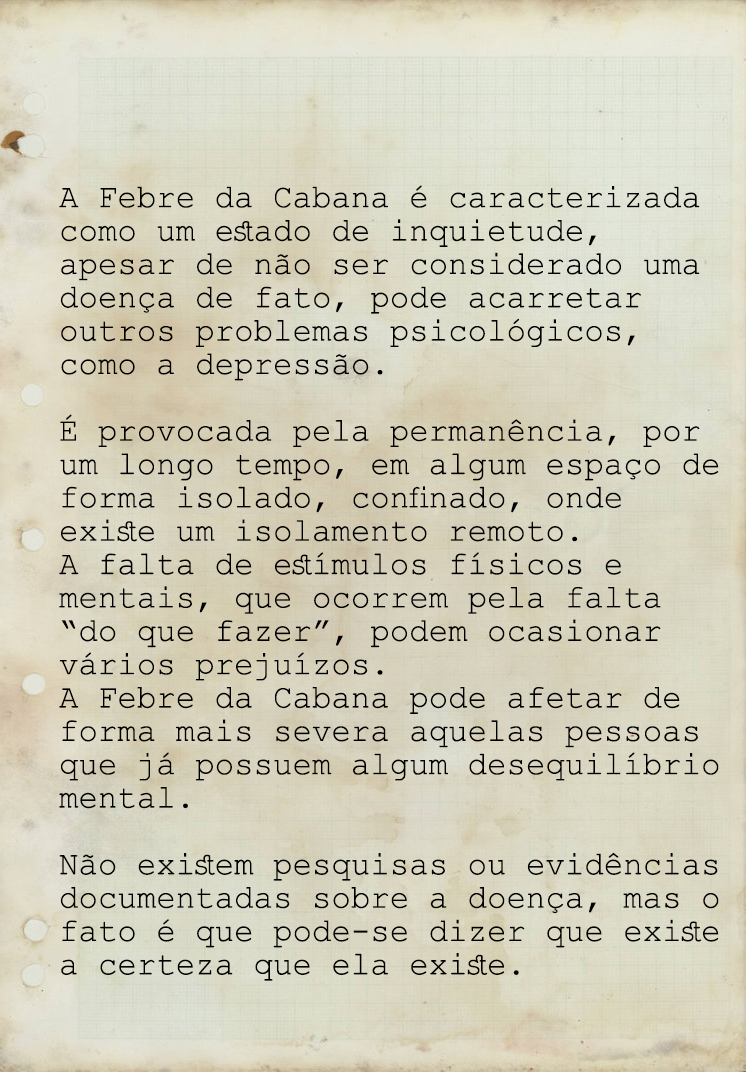 A Febre da Cabana é caracterizada
como um estado de inquietude,
apesar de não ser considerado uma
doença de fato, pode acarretar
outros problemas psicológicos,
como a depressão.
É provocada pela permanência, por
um longo tempo, em algum espaço de
forma isolado, confinado, onde
existe um isolamento remoto.
A falta de estímulos físicos e
mentais, que ocorrem pela falta
“do que fazer”, podem ocasionar
vários prejuízos.
A Febre da Cabana pode afetar de
forma mais severa aquelas pessoas
que já possuem algum desequilíbrio
mental.
Não existem pesquisas ou evidências
documentadas sobre a doença, mas o
fato é que pode-se dizer que existe
a certeza que ela existe.